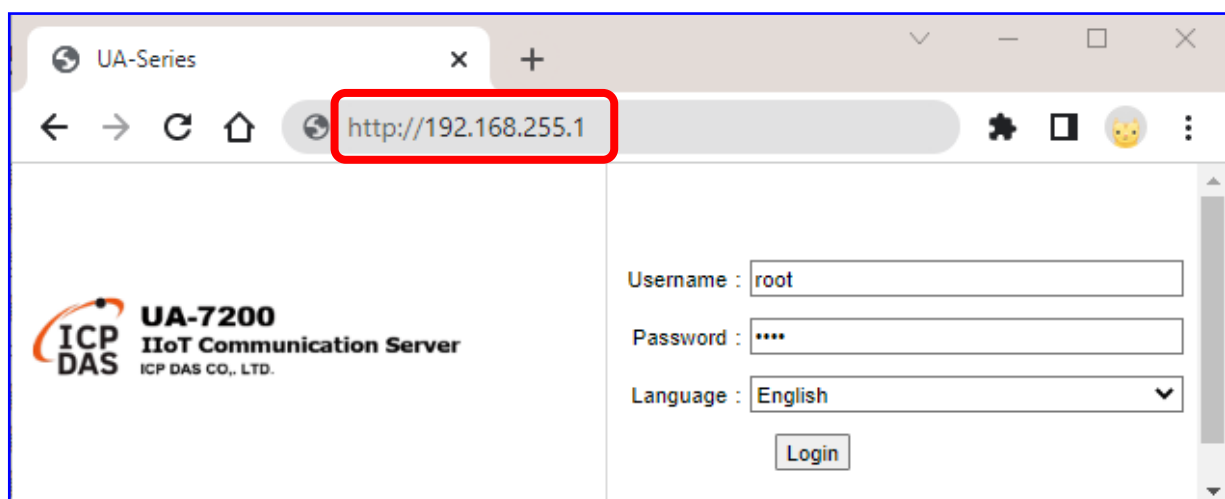 UA-Series
http://192.168.255.1
ICP
DAS
UA-7200
IIoT Communication Server
ICP DAS CO,. LTD.
Username : root
Password : ••••
Language : English
Login